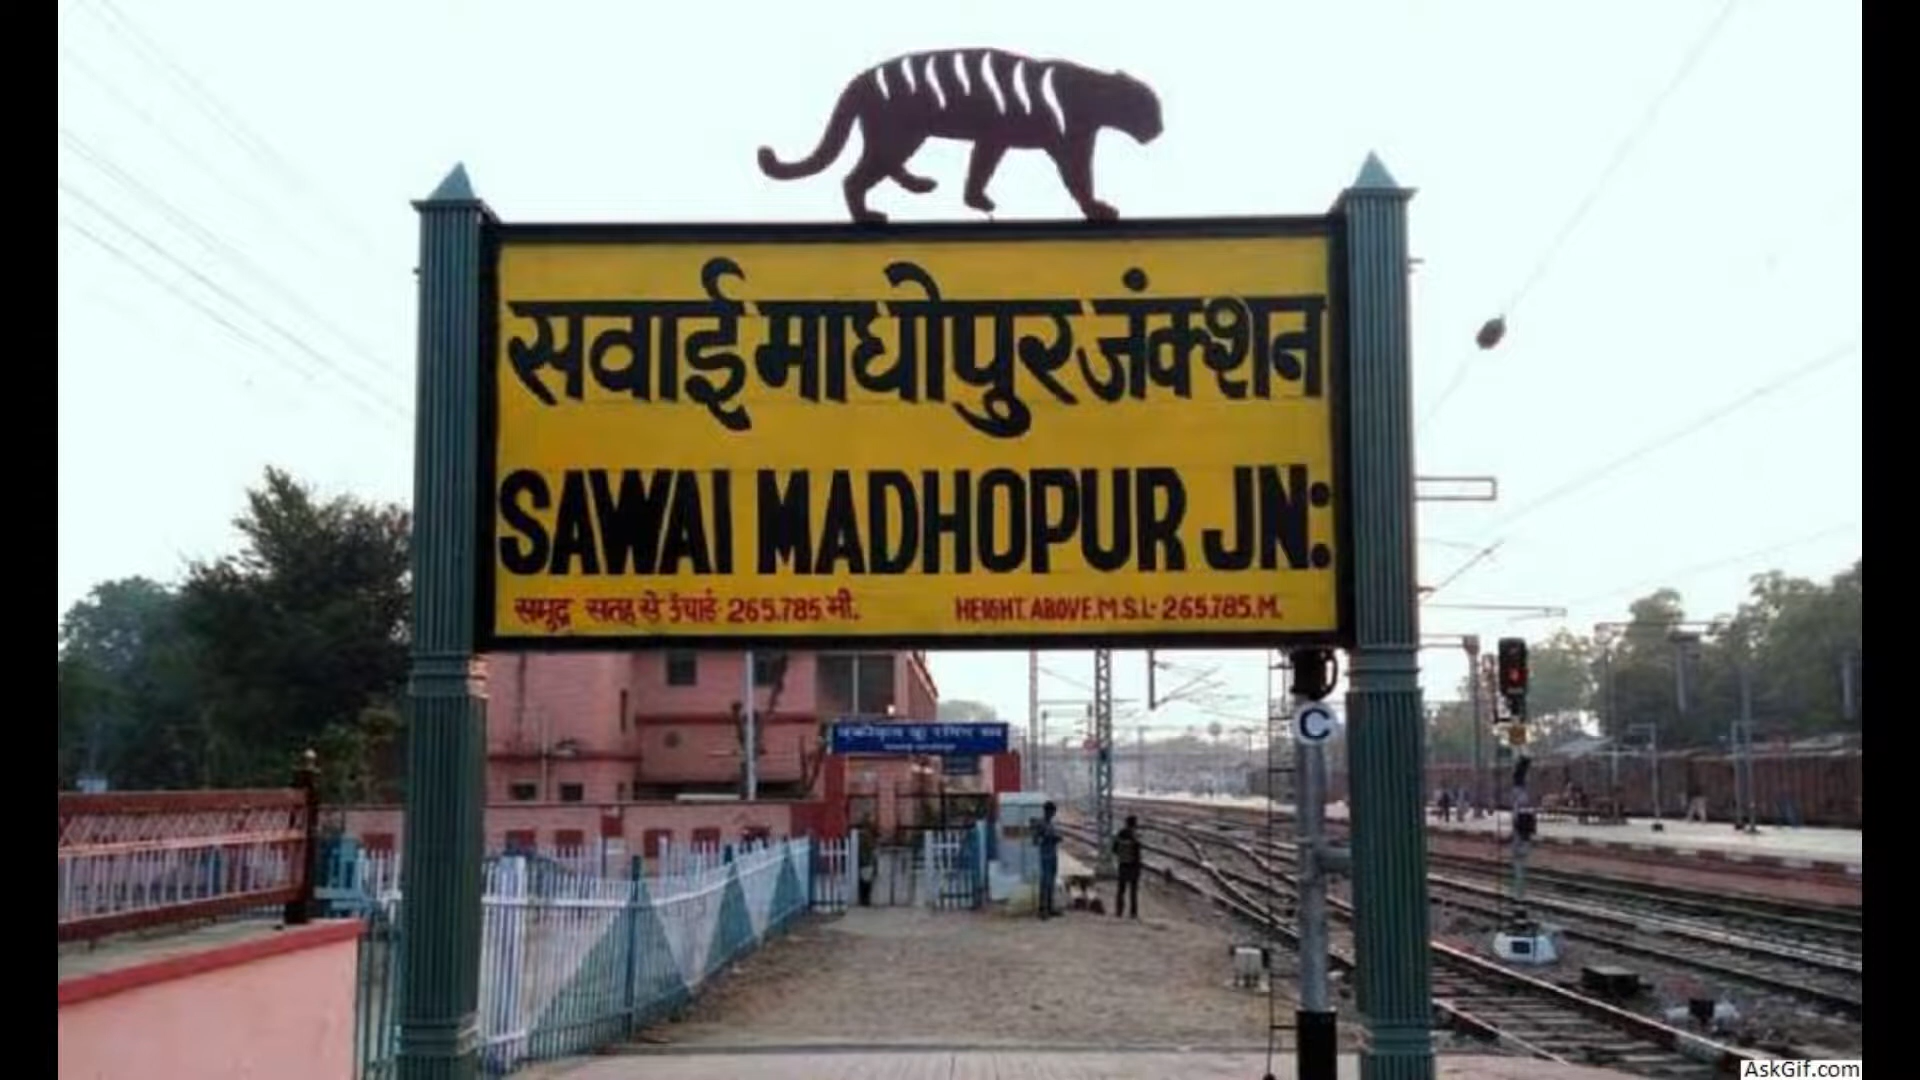 सवाई माधोपुर जंक्शन
SAWAI MADHOPUR JN:
समुद्र सतह से उंचाई 265.785 मी. HEIGHT. ABOVE. M.S.L- 265.785. M.
C
AskGif.com